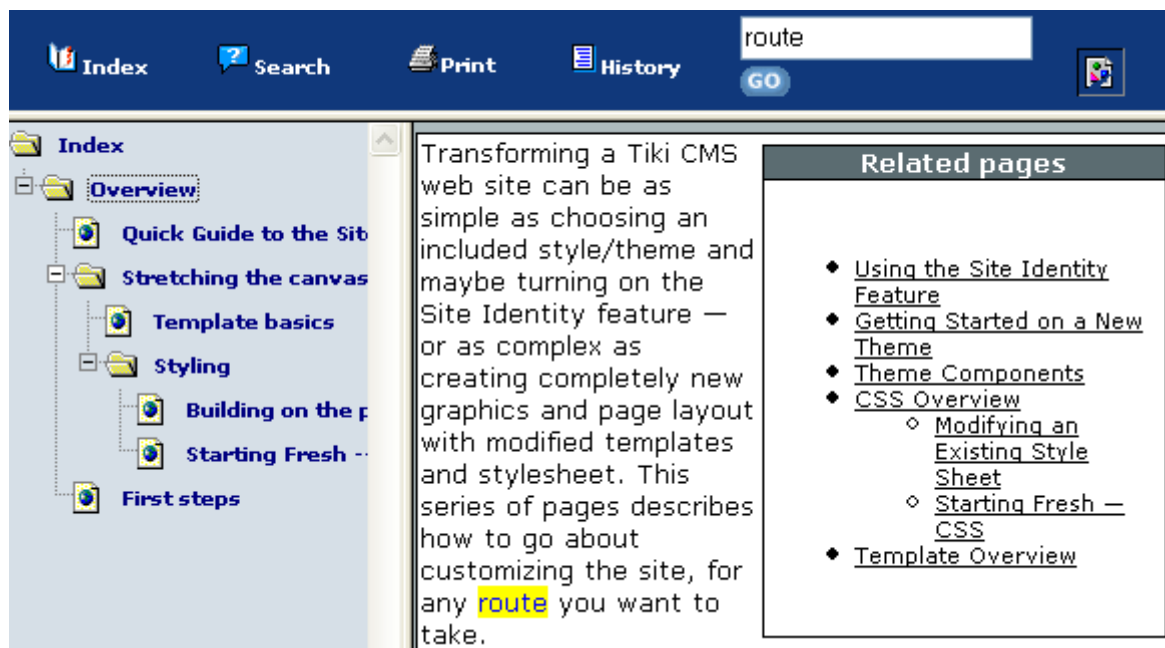 Index
Search
Print
History
route
GO
Index
Overview
Quick Guide to the Sit
Stretching the canvas
Template basics
Styling
Building on the p
Starting Fresh --
First steps
Transforming a Tiki CMS
web site can be as
simple as choosing an
included style/theme and
maybe turning on the
Site Identity feature —
or as complex as
creating completely new
graphics and page layout
with modified templates
and stylesheet. This
series of pages describes
how to go about
customizing the site, for
any route you want to
take.
Related pages
Using the Site Identity
Feature
Getting Started on a New
Theme
Theme Components
CSS Overview
Modifying an
Existing Style
Sheet
Starting Fresh —
CSS
Template Overview